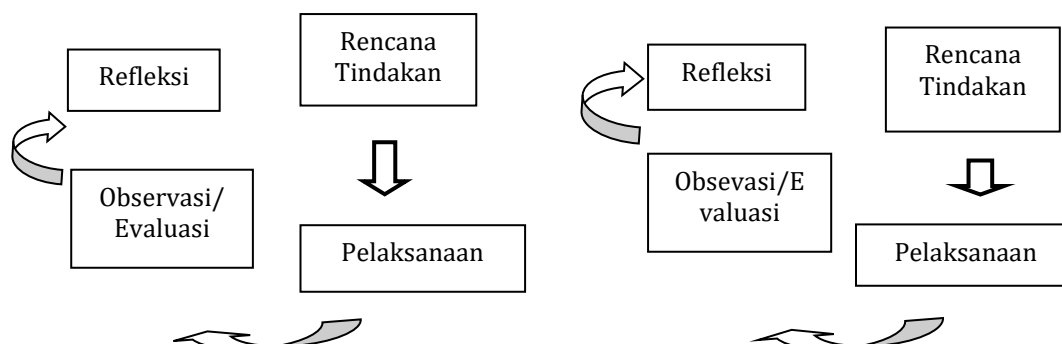 Refleksi
Rencana
Tindakan
Observasi/
Evaluasi
Pelaksanaan
Refleksi
Rencana
Tindakan
Obsevasi/E
valuasi
Pelaksanaan